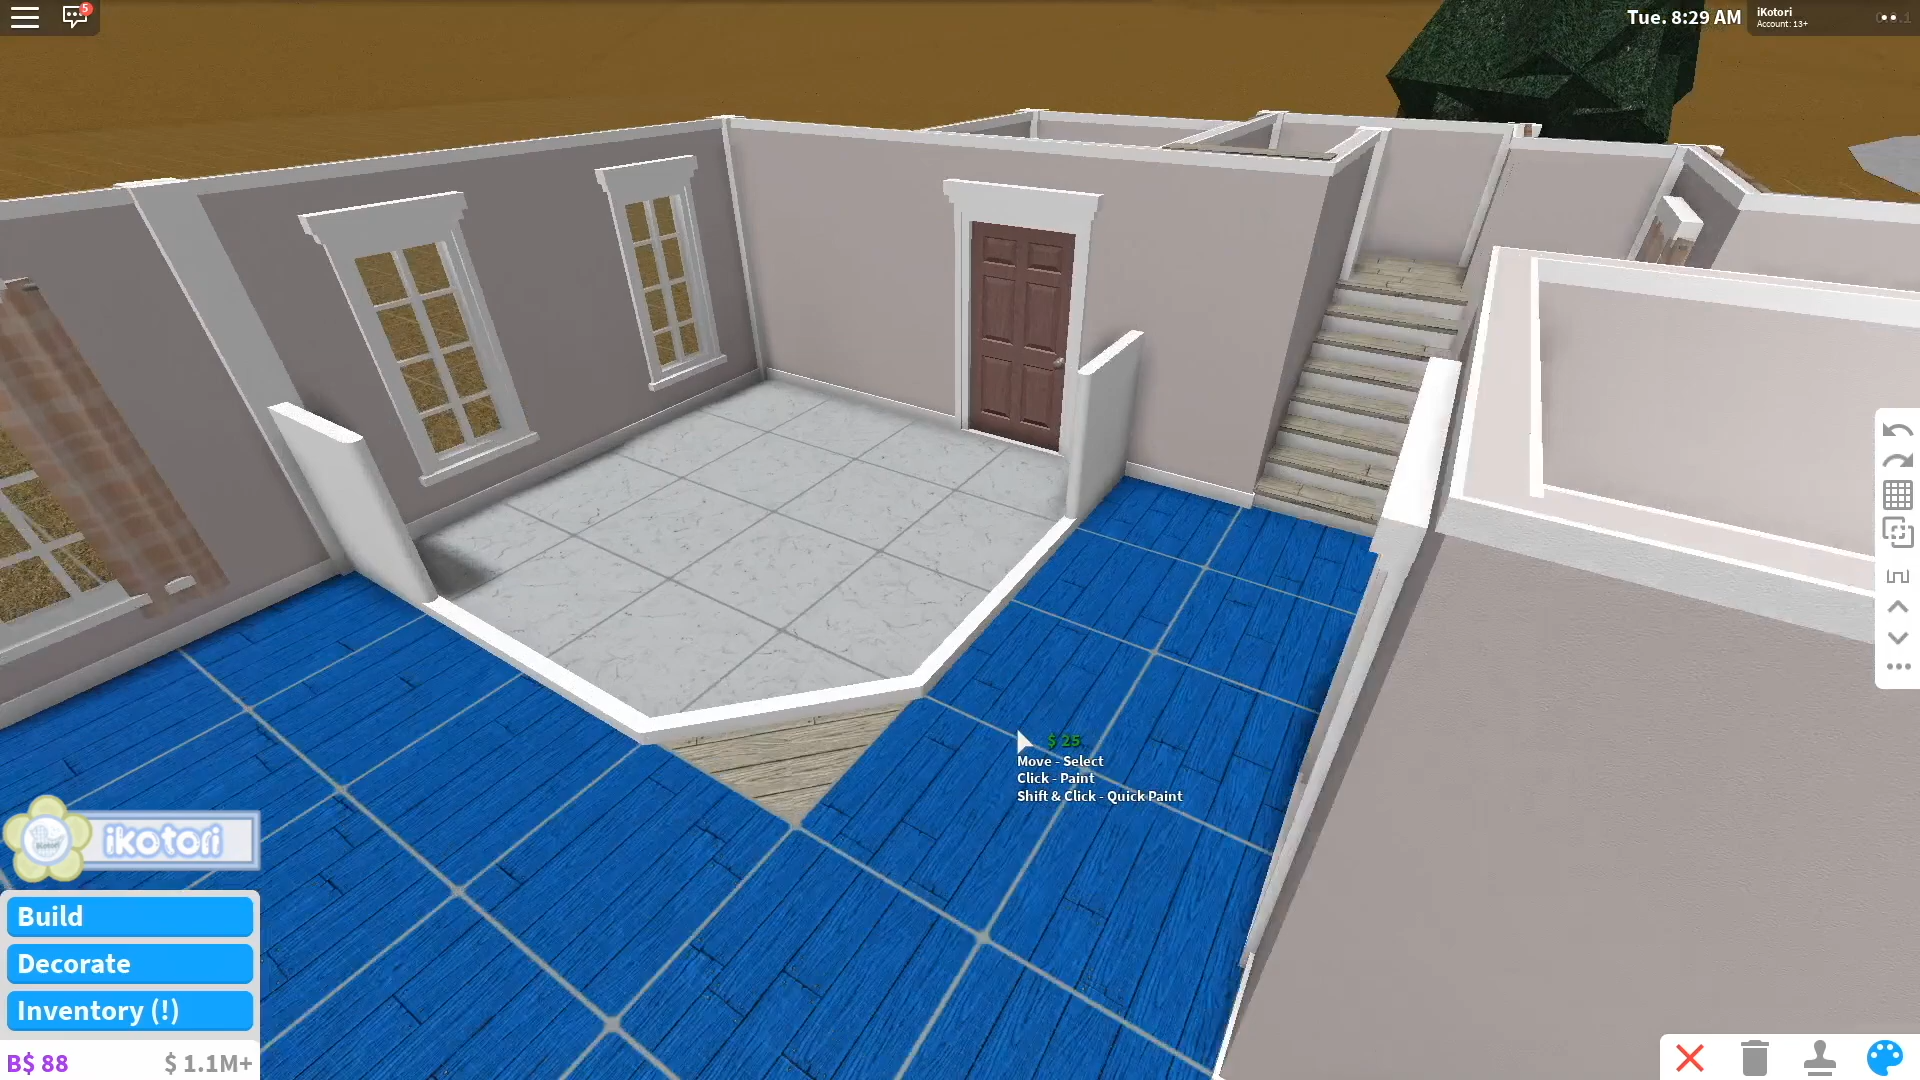 5
Tue. 8:29 AM
iKotori
Account: 13+
$ 25
Move - Select
Click - Paint
Shift & Click - Quick Paint
ikotori
Build
Decorate
Inventory (!)
B$ 88
$ 1.1M+